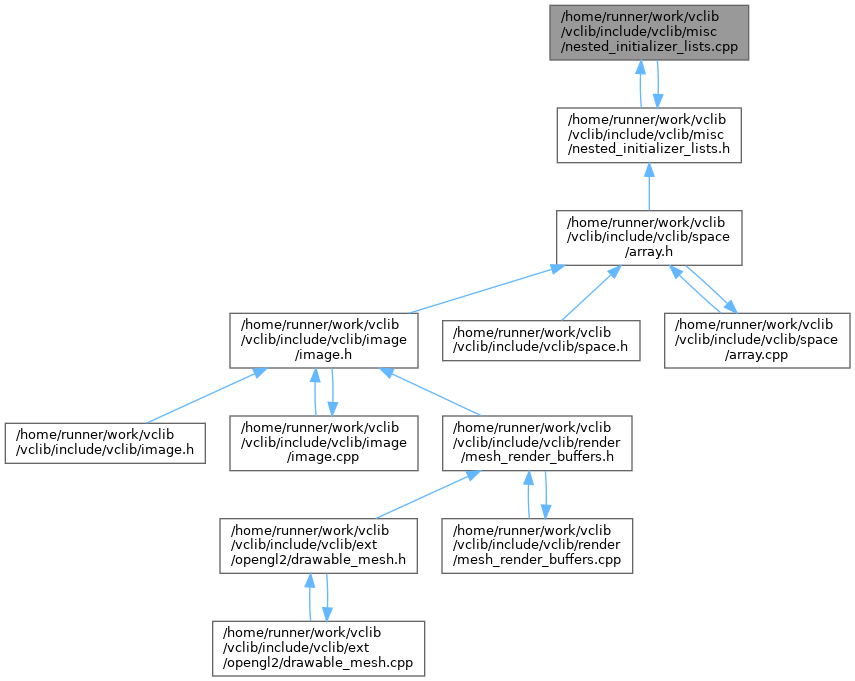 /home/runner/work/vclib
/vclib/include/vclib/misc
/nested_initializer_lists.cpp
/home/runner/work/vclib
/vclib/include/vclib/misc
/nested_initializer_lists.h
/home/runner/work/vclib
/vclib/include/vclib/space
/array.h
/home/runner/work/vclib
/vclib/include/vclib/image
/image.h
/home/runner/work/vclib
/vclib/include/vclib/space.h
/home/runner/work/vclib
/vclib/include/vclib/space
/array.cpp
/home/runner/work/vclib
/vclib/include/vclib/image.h
/home/runner/work/vclib
/vclib/include/vclib/image
/image.cpp
/home/runner/work/vclib
/vclib/include/vclib/render
/mesh_render_buffers.h
/home/runner/work/vclib
/vclib/include/vclib/ext
/opengl2/drawable_mesh.h
/home/runner/work/vclib
/vclib/include/vclib/render
/mesh_render_buffers.cpp
/home/runner/work/vclib
/vclib/include/vclib/ext
/opengl2/drawable_mesh.cpp